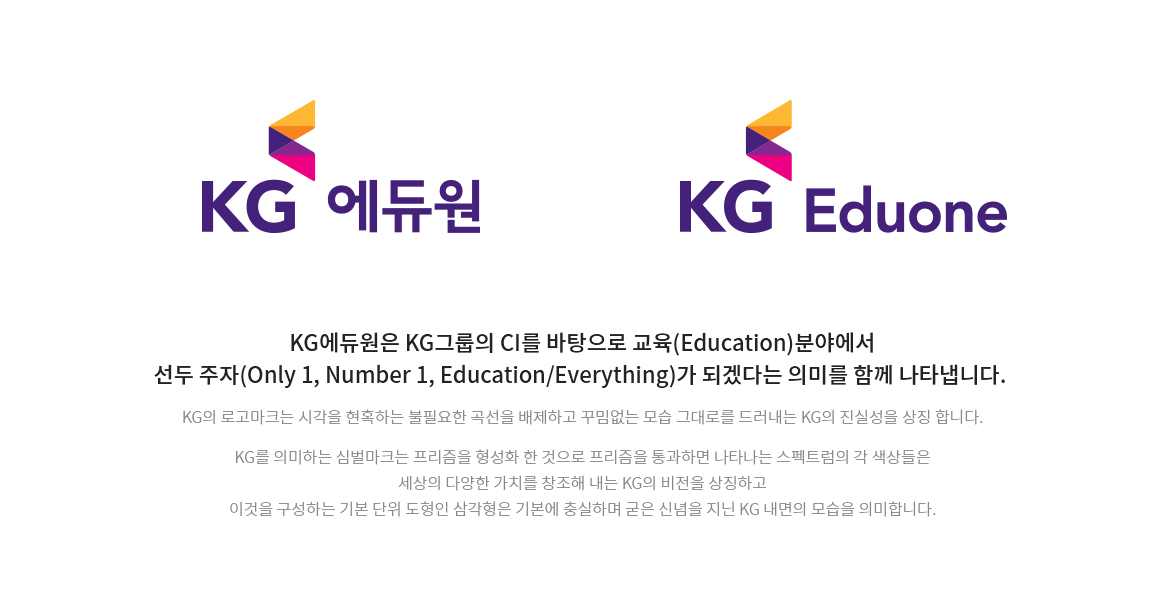 KG 에듀원
KG Eduone
KG에듀원은 KG그룹의 CI를 바탕으로 교육(Education)분야에서
선두 주자(Only 1, Number 1, Education/Everything)가 되겠다는 의미를 함께 나타냅니다.
KG의 로고마크는 시각을 현혹하는 불필요한 곡선을 배제하고 꾸밈없는 모습 그대로를 드러내는 KG의 진실성을 상징 합니다.
KG를 의미하는 심벌마크는 프리즘을 형성화 한 것으로 프리즘을 통과하면 나타나는 스펙트럼의 각 색상들은
세상의 다양한 가치를 창조해 내는 KG의 비전을 상징하고
이것을 구성하는 기본 단위 도형인 삼각형은 기본에 충실하며 굳은 신념을 지닌 KG 내면의 모습을 의미합니다.